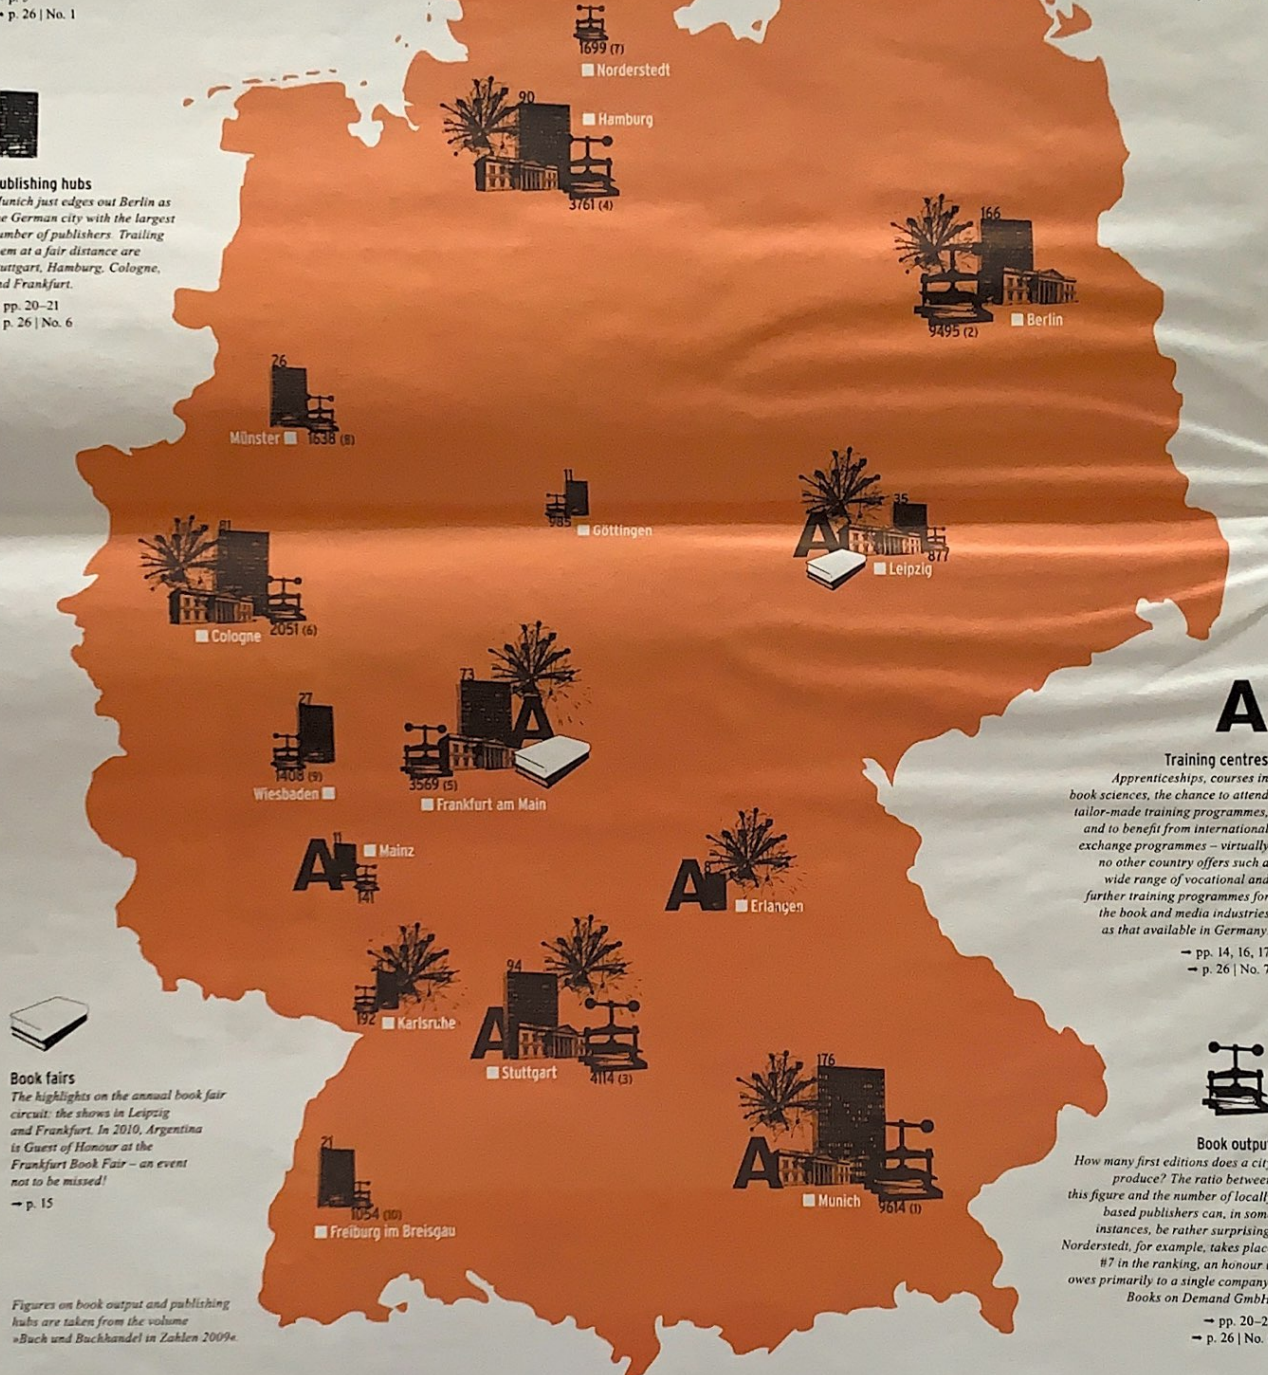 p. 26 | No. 1
1699 (7)
Norderstedt
90
Hamburg
3761 (4)
ublishing hubs
unich just edges out Berlin as
e German city with the largest
mber of publishers. Trailing
em at a fair distance are
uttgart, Hamburg, Cologne,
d Frankfurt.
pp. 20–21
p. 26 | No. 6
166
9495 (2)
Berlin
26
Münster
1638 (8)
11
985
Göttingen
35
877
Leipzig
81
Cologne
2051 (6)
73
3569 (5)
Frankfurt am Main
27
1408 (9)
Wiesbaden
A
A
A
Training centres
Apprenticeships, courses in
book sciences, the chance to attend
tailor-made training programmes,
and to benefit from international
exchange programmes – virtually
no other country offers such a
wide range of vocational and
further training programmes for
the book and media industries
as that available in Germany
→ pp. 14, 16, 17
→ p. 26 | No. 7
A
11
Mainz
141
A
Erlangen
192
Karlsruhe
94
A
Stuttgart
4114 (3)
176
A
Munich
9614 (1)
21
1054 (10)
Freiburg im Breisgau
Book fairs
The highlights on the annual book fair
circuit: the shows in Leipzig
and Frankfurt. In 2010, Argentina
is Guest of Honour at the
Frankfurt Book Fair – an event
not to be missed!
→ p. 15
Book outpu
How many first editions does a city
produce? The ratio between
this figure and the number of locall
based publishers can, in som
instances, be rather surprising
Norderstedt, for example, takes plac
#7 in the ranking, an honour i
owes primarily to a single company
Books on Demand GmbH
→ pp. 20–2
→ p. 26 | No.
Figures on book output and publishing
hubs are taken from the volume
»Buch und Buchhandel in Zahlen 2009«.